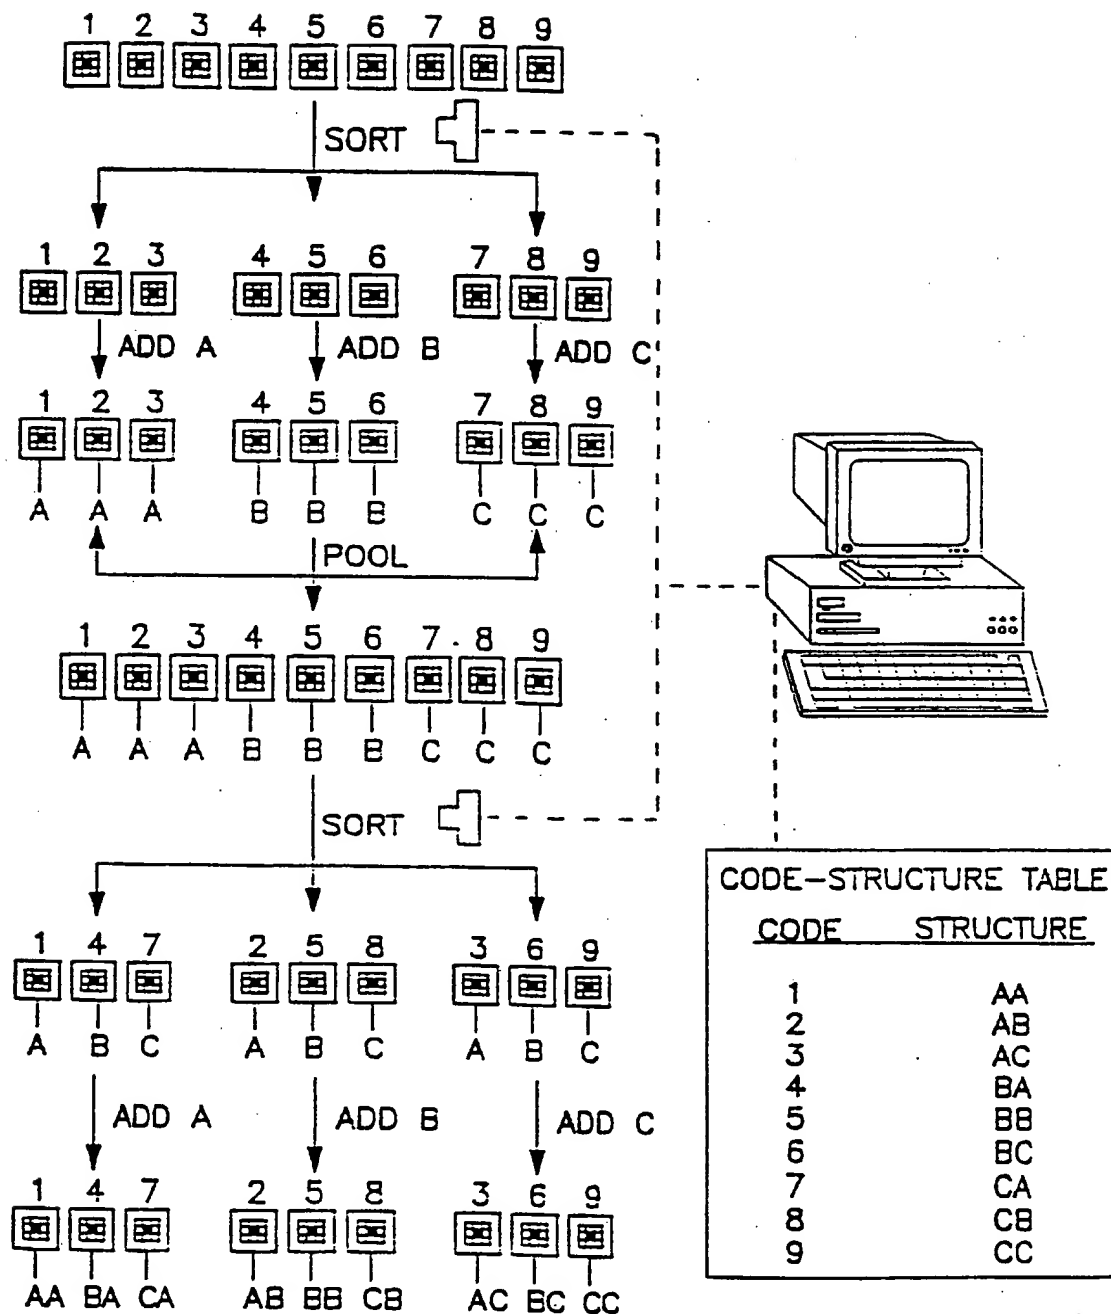 1 2 3 4 5 6 7 8 9
SORT
1 2 3 4 5 6 7 8 9
ADD A ADD B ADD C
1 2 3 4 5 6 7 8 9
A A A B B B C C C
POOL
1 2 3 4 5 6 7 8 9
A A A B B B C C C
SORT
1 4 7 2 5 8 3 6 9
A B C A B C A B C
ADD A ADD B ADD C
1 4 7 2 5 8 3 6 9
AA BA CA AB BB CB AC BC CC
CODE-STRUCTURE TABLE
CODE STRUCTURE
1 AA
2 AB
3 AC
4 BA
5 BB
6 BC
7 CA
8 CB
9 CC